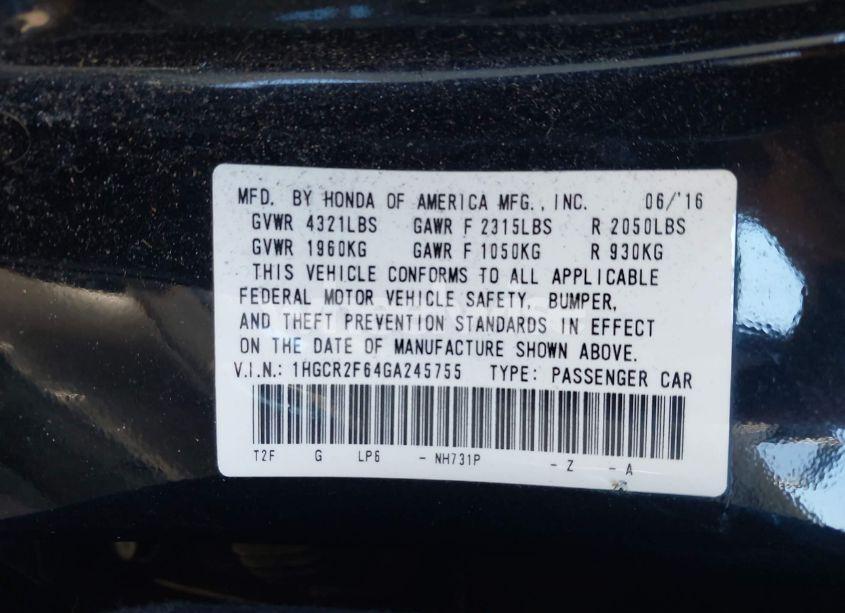 MFD. BY HONDA OF AMERICA MFG., INC. 06/'16
GVWR 4321LBS GAWR F 2315LBS R 2050LBS
GVWR 1960KG GAWR F 1050KG R 930KG
THIS VEHICLE CONFORMS TO ALL APPLICABLE
FEDERAL MOTOR VEHICLE SAFETY, BUMPER,
AND THEFT PREVENTION STANDARDS IN EFFECT
ON THE DATE OF MANUFACTURE SHOWN ABOVE.
V.I.N.: 1HGCR2F64GA245755 TYPE: PASSENGER CAR
T2F G LP6 - NH731P - Z - A